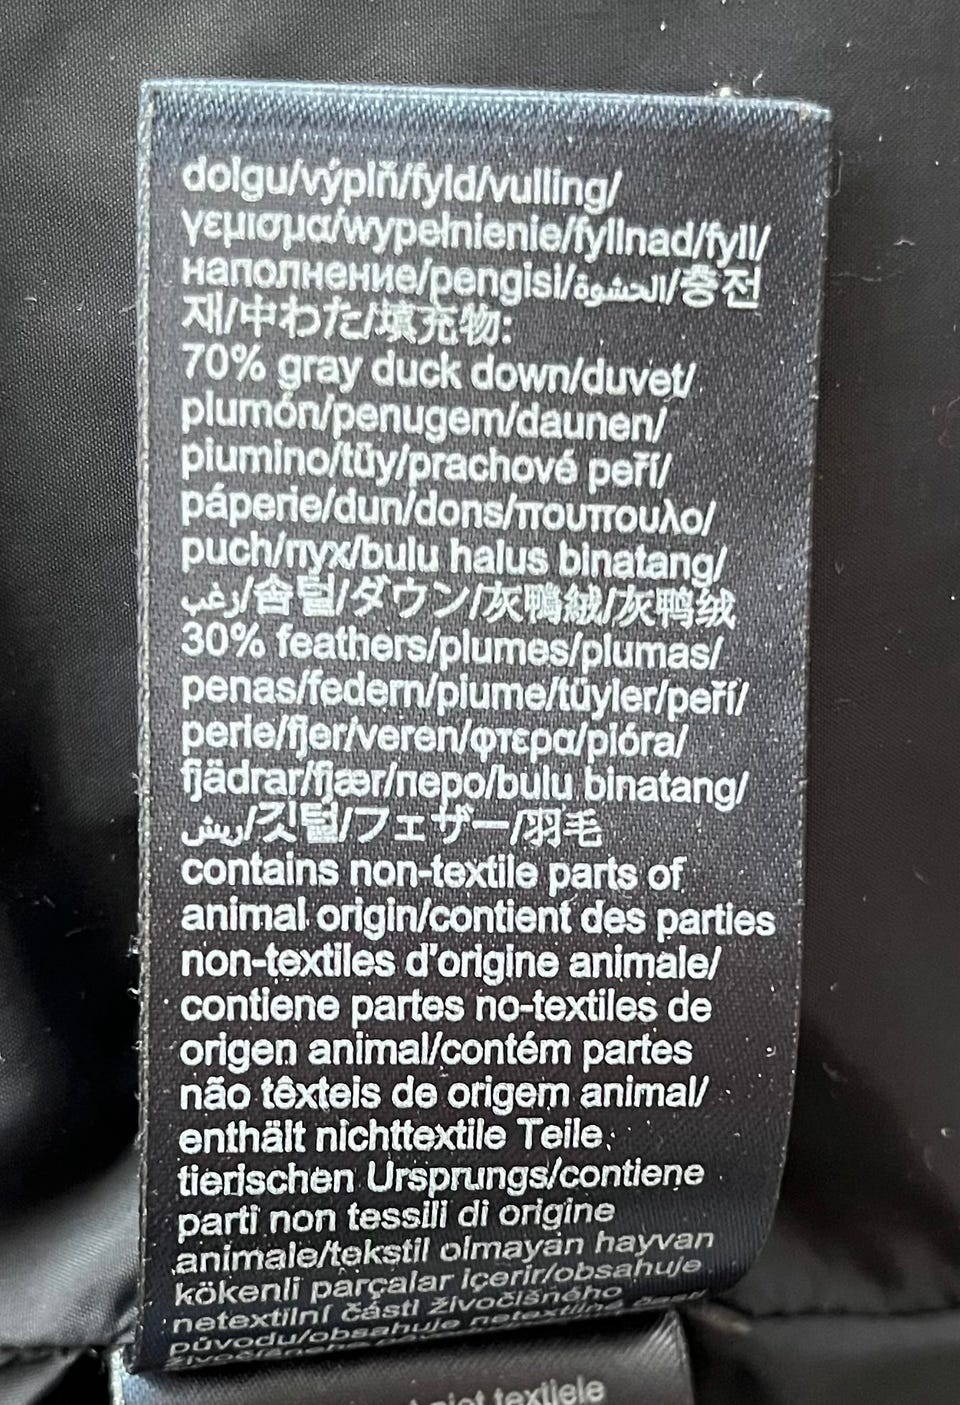 dolgu/výplň/fyld/vulling/
γεμισμα/wypełnienie/fyllnad/fyll/
наполнение/pengisi/الحشوة/충전
재/中わた/填充物:
70% gray duck down/duvet/
plumón/penugem/daunen/
piumino/tüy/prachové peří/
páperie/dun/dons/πουπουλο/
puch/пух/bulu halus binatang/
زغب/솜털/ダウン/灰鴨絨/灰鸭绒
30% feathers/plumes/plumas/
penas/federn/piume/tüyler/peří/
perie/fjer/veren/φτερα/pióra/
fjädrar/fjær/перо/bulu binatang/
ريش/깃털/フェザー/羽毛
contains non-textile parts of
animal origin/contient des parties
non-textiles d'origine animale/
contiene partes no-textiles de
origen animal/contém partes
não têxteis de origem animal/
enthält nichttextile Teile
tierischen Ursprungs/contiene
parti non tessili di origine
animale/tekstil olmayan hayvan
kökenli parçalar içerir/obsahuje
netextilní části živočišného
původu/obsahuje netextilné
textiele